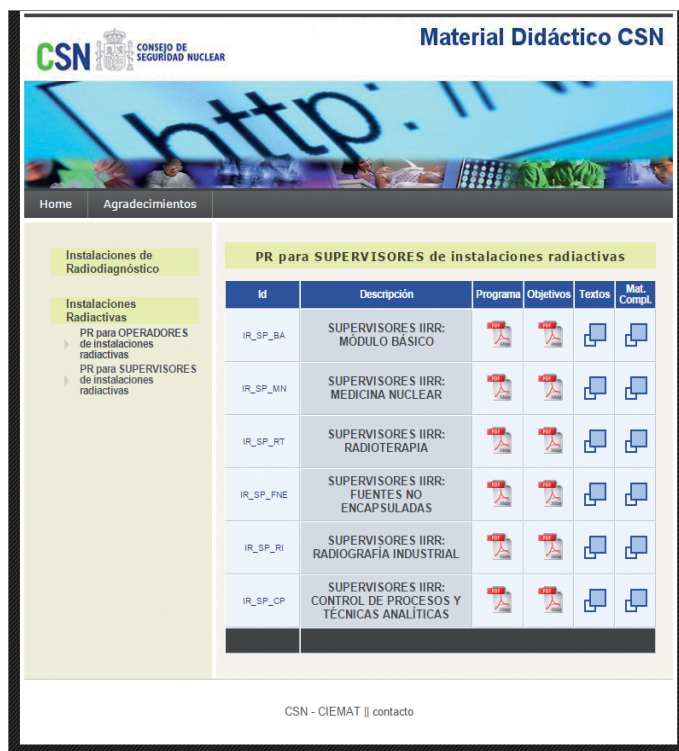 CSN
CONSEJO DE
SEGURIDAD NUCLEAR
Material Didáctico CSN
http://
Home Agradecimientos
Instalaciones de
Radiodiagnóstico
Instalaciones
Radiactivas
PR para OPERADORES
de instalaciones
radiactivas
PR para SUPERVISORES
de instalaciones
radiactivas
PR para SUPERVISORES de instalaciones radiactivas
Id Descripción Programa Objetivos Textos Mat.
Compl.
IR_SP_BA SUPERVISORES IIRR:
MÓDULO BÁSICO
IR_SP_MN SUPERVISORES IIRR:
MEDICINA NUCLEAR
IR_SP_RT SUPERVISORES IIRR:
RADIOTERAPIA
IR_SP_FNE SUPERVISORES IIRR:
FUENTES NO
ENCAPSULADAS
IR_SP_RI SUPERVISORES IIRR:
RADIOGRAFÍA INDUSTRIAL
IR_SP_CP SUPERVISORES IIRR:
CONTROL DE PROCESOS Y
TÉCNICAS ANALÍTICAS
CSN - CIEMAT || contacto